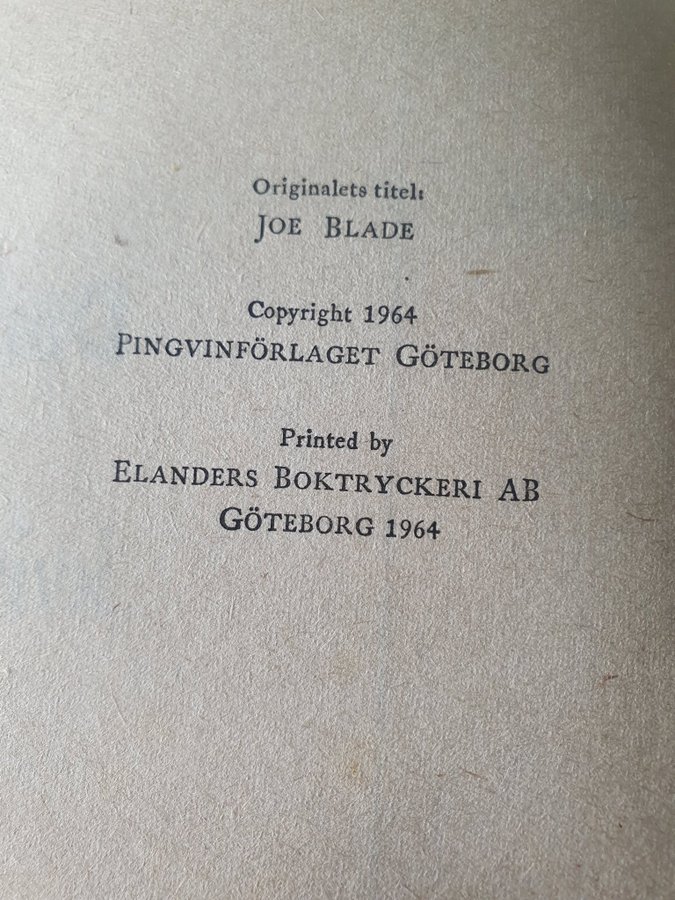 Originalets titel:
JOE BLADE
Copyright 1964
PINGVINFÖRLAGET GÖTEBORG
Printed by
ELANDERS BOKTRYCKERI AB
GÖTEBORG 1964